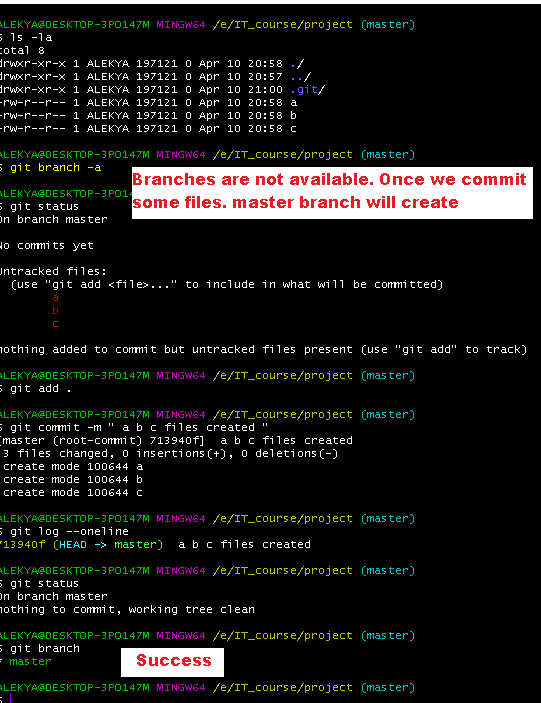 ALEKYA@DESKTOP-3PO147M MINGW64 /e/IT_course/project (master)
$ ls -la
total 8
drwxr-xr-x 1 ALEKYA 197121 0 Apr 10 20:58 ./
drwxr-xr-x 1 ALEKYA 197121 0 Apr 10 20:57 ../
drwxr-xr-x 1 ALEKYA 197121 0 Apr 10 21:00 .git/
-rw-r--r-- 1 ALEKYA 197121 0 Apr 10 20:58 a
-rw-r--r-- 1 ALEKYA 197121 0 Apr 10 20:58 b
-rw-r--r-- 1 ALEKYA 197121 0 Apr 10 20:58 c
ALEKYA@DESKTOP-3PO147M MINGW64 /e/IT_course/project (master)
$ git branch -a
Branches are not available. Once we commit
some files. master branch will create
ALEKYA@DESKTOP-3PO14
$ git status
On branch master
No commits yet
Untracked files:
(use "git add <file>..." to include in what will be committed)
a
b
c
nothing added to commit but untracked files present (use "git add" to track)
ALEKYA@DESKTOP-3PO147M MINGW64 /e/IT_course/project (master)
$ git add .
ALEKYA@DESKTOP-3PO147M MINGW64 /e/IT_course/project (master)
$ git commit -m " a b c files created "
[master (root-commit) 713940f]  a b c files created
3 files changed, 0 insertions(+), 0 deletions(-)
create mode 100644 a
create mode 100644 b
create mode 100644 c
ALEKYA@DESKTOP-3PO147M MINGW64 /e/IT_course/project (master)
$ git log --oneline
713940f (HEAD -> master)  a b c files created
ALEKYA@DESKTOP-3PO147M MINGW64 /e/IT_course/project (master)
$ git status
On branch master
nothing to commit, working tree clean
ALEKYA@DESKTOP-3PO147M MINGW64 /e/IT_course/project (master)
$ git branch
* master
Success
ALEKYA@DESKTOP-3PO147M MINGW64 /e/IT_course/project (master)
$